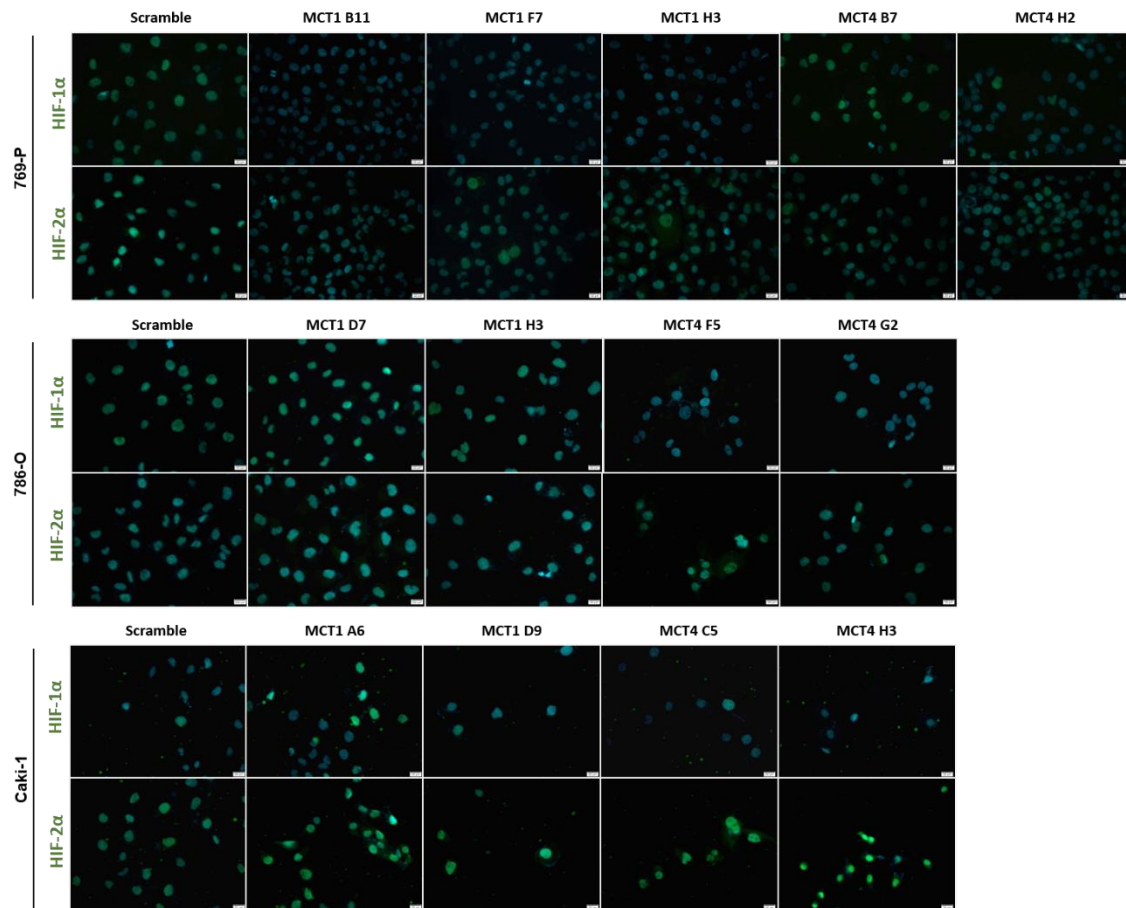 Scramble MCT1 B11 MCT1 F7 MCT1 H3 MCT4 B7 MCT4 H2
769-P
HIF-1α
HIF-2α
Scramble MCT1 D7 MCT1 H3 MCT4 F5 MCT4 G2
786-O
HIF-1α
HIF-2α
Scramble MCT1 A6 MCT1 D9 MCT4 C5 MCT4 H3
Caki-1
HIF-1α
HIF-2α